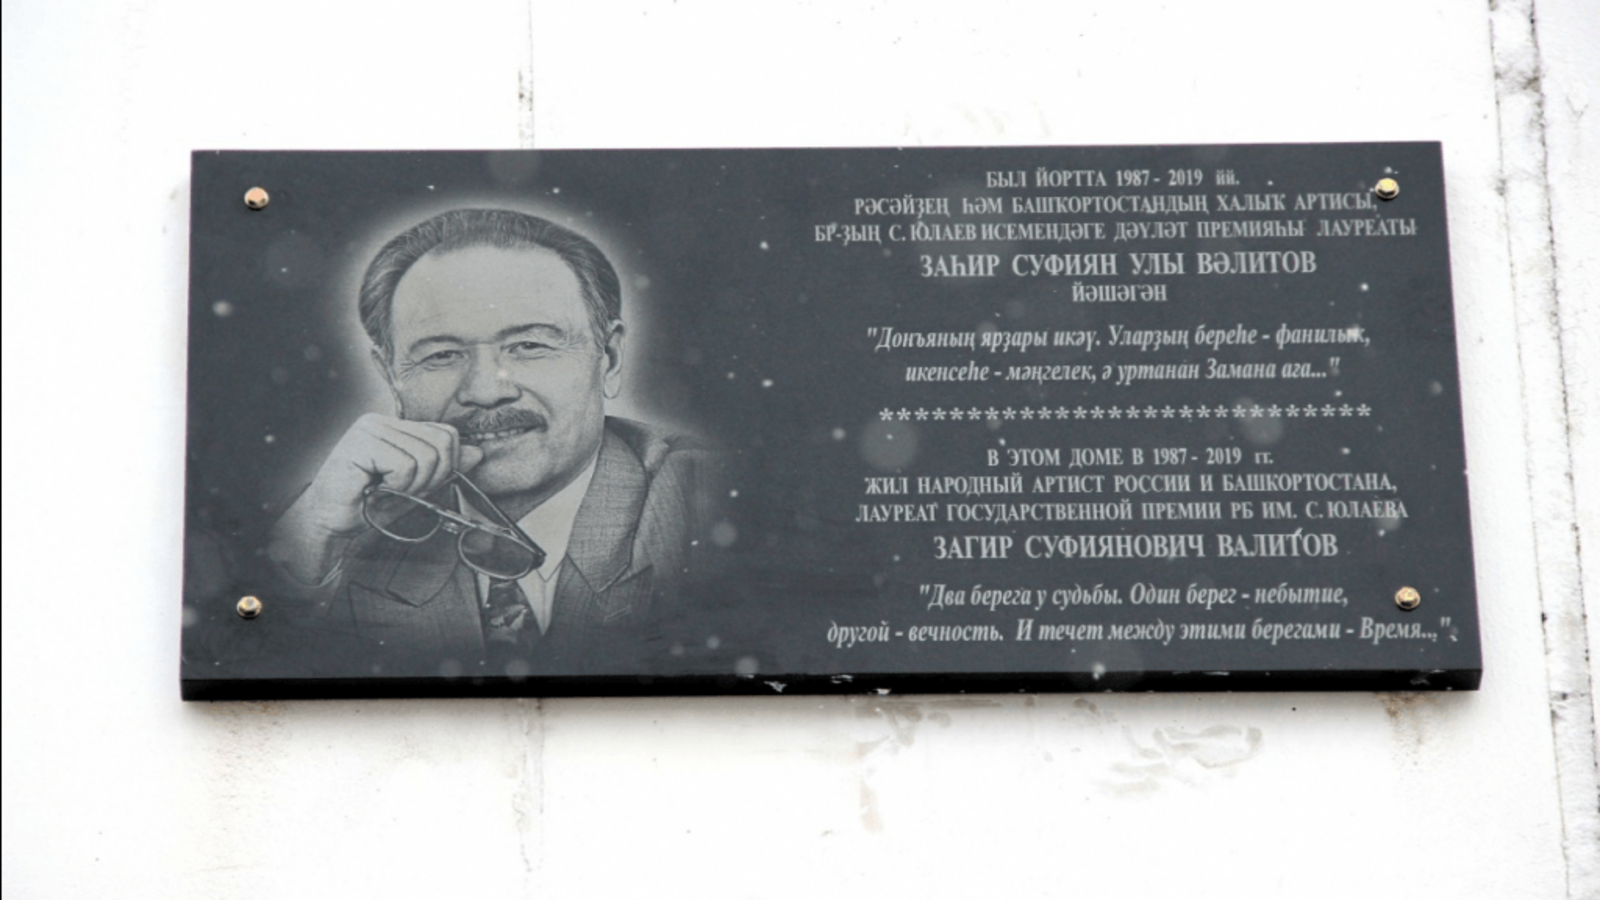 БЫЛ ЙОРТТА 1987 - 2019 йй.
РӘСӘЙҘЕҢ ҺӘМ БАШҠОРТОСТАНДЫҢ ХАЛЫҠ АРТИСЫ,
БР-ҘЫҢ С. ЮЛАЕВ ИСЕМЕНДӘГЕ ДӘҮЛӘТ ПРЕМИЯҺЫ ЛАУРЕАТЫ
ЗАҺИР СУФИЯН УЛЫ ВӘЛИТОВ
ЙӘШӘГӘН
"Донъяның ярҙары икәү. Уларҙың береһе - фанилыҡ,
икенсеһе - мәңгелек, ә уртанан Замана аға..."
****************************
В ЭТОМ ДОМЕ В 1987 - 2019 гг.
ЖИЛ НАРОДНЫЙ АРТИСТ РОССИИ И БАШКОРТОСТАНА,
ЛАУРЕАТ ГОСУДАРСТВЕННОЙ ПРЕМИИ РБ ИМ. С. ЮЛАЕВА
ЗАГИР СУФИЯНОВИЧ ВАЛИТОВ
"Два берега у судьбы. Один берег - небытие,
другой - вечность. И течет между этими берегами - Время...".